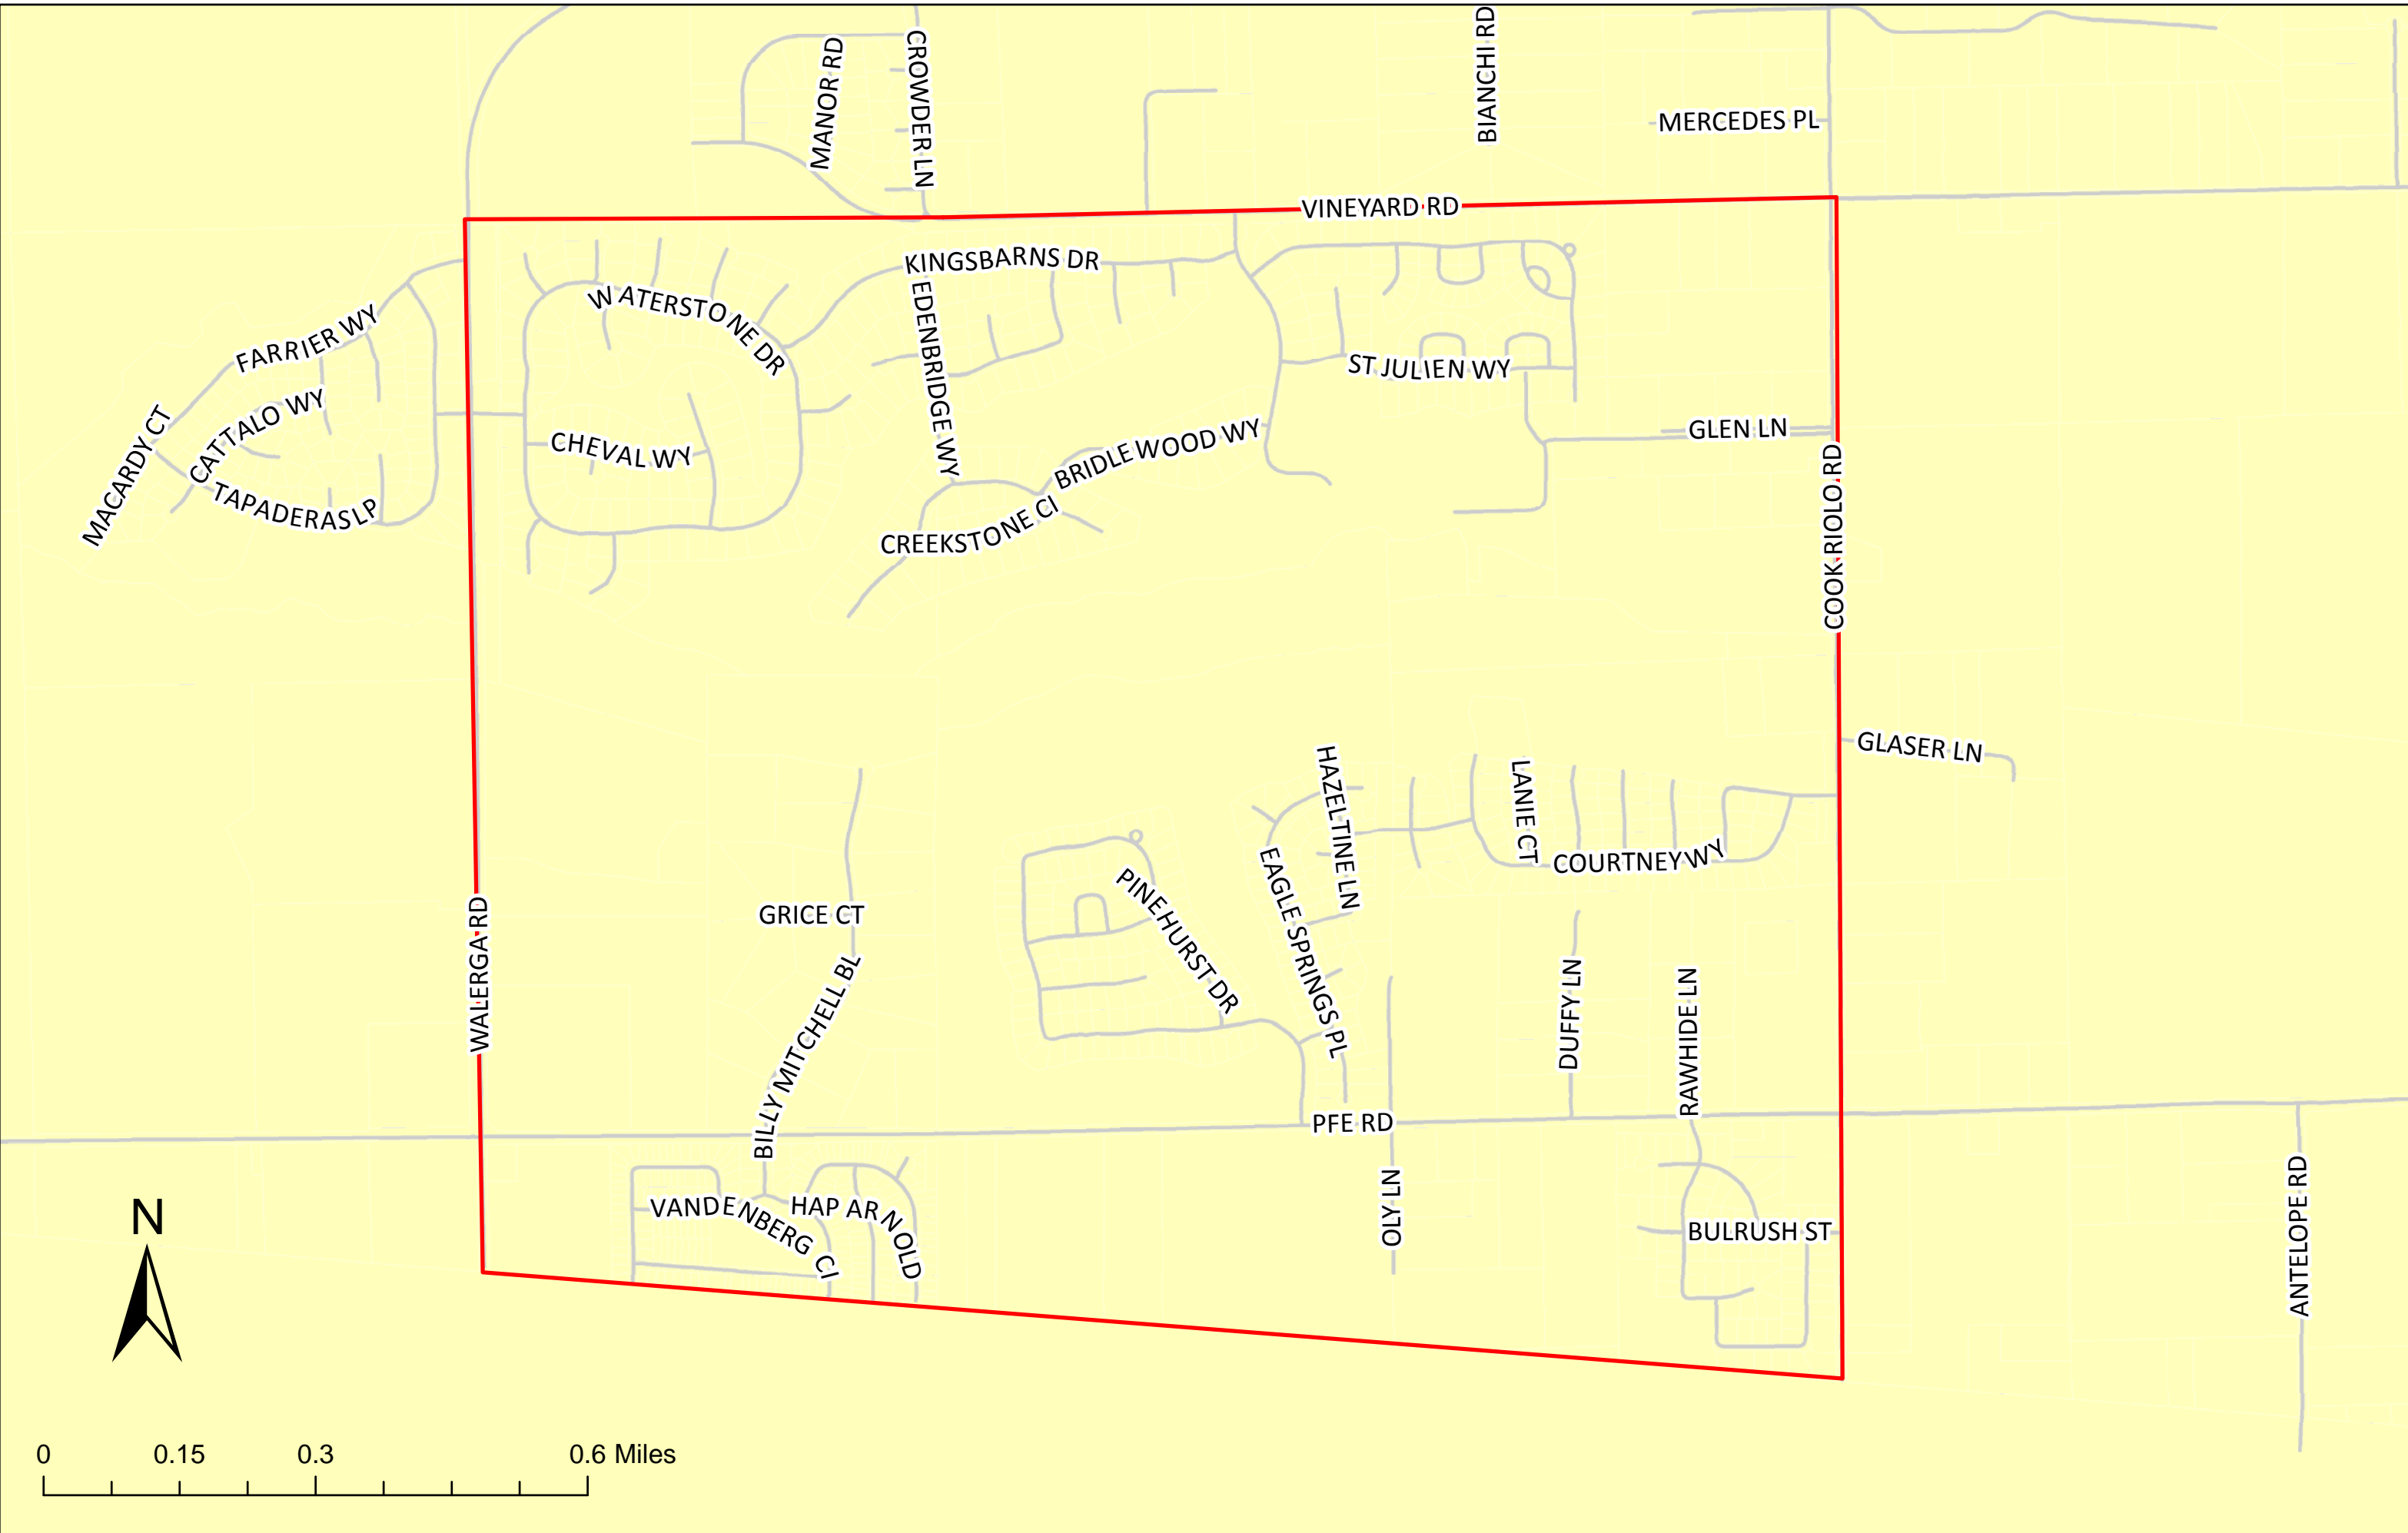 MANOR RD
CROWDER LN
BIANCHI RD
MERCEDES PL
VINEYARD RD
KINGSBARNS DR
WATERSTONE DR
EDENBRIDGE WY
FARRIER WY
ST JULIEN WY
CATTALO WY
MACARDY CT
GLEN LN
CHEVAL WY
BRIDLEWOOD WY
TAPADERAS LP
CREEKSTONE CI
COOK RIOLO RD
GLASER LN
HAZELTINE LN
LANIE CT
COURTNEY WY
EAGLE SPRINGS PL
PINEHURST DR
GRICE CT
WALERGA RD
BILLY MITCHELL BL
DUFFY LN
RAWHIDE LN
PFE RD
OLY LN
VANDENBERG CI
HAP ARNOLD
BULRUSH ST
ANTELOPE RD
N
0 0.15 0.3 0.6 Miles